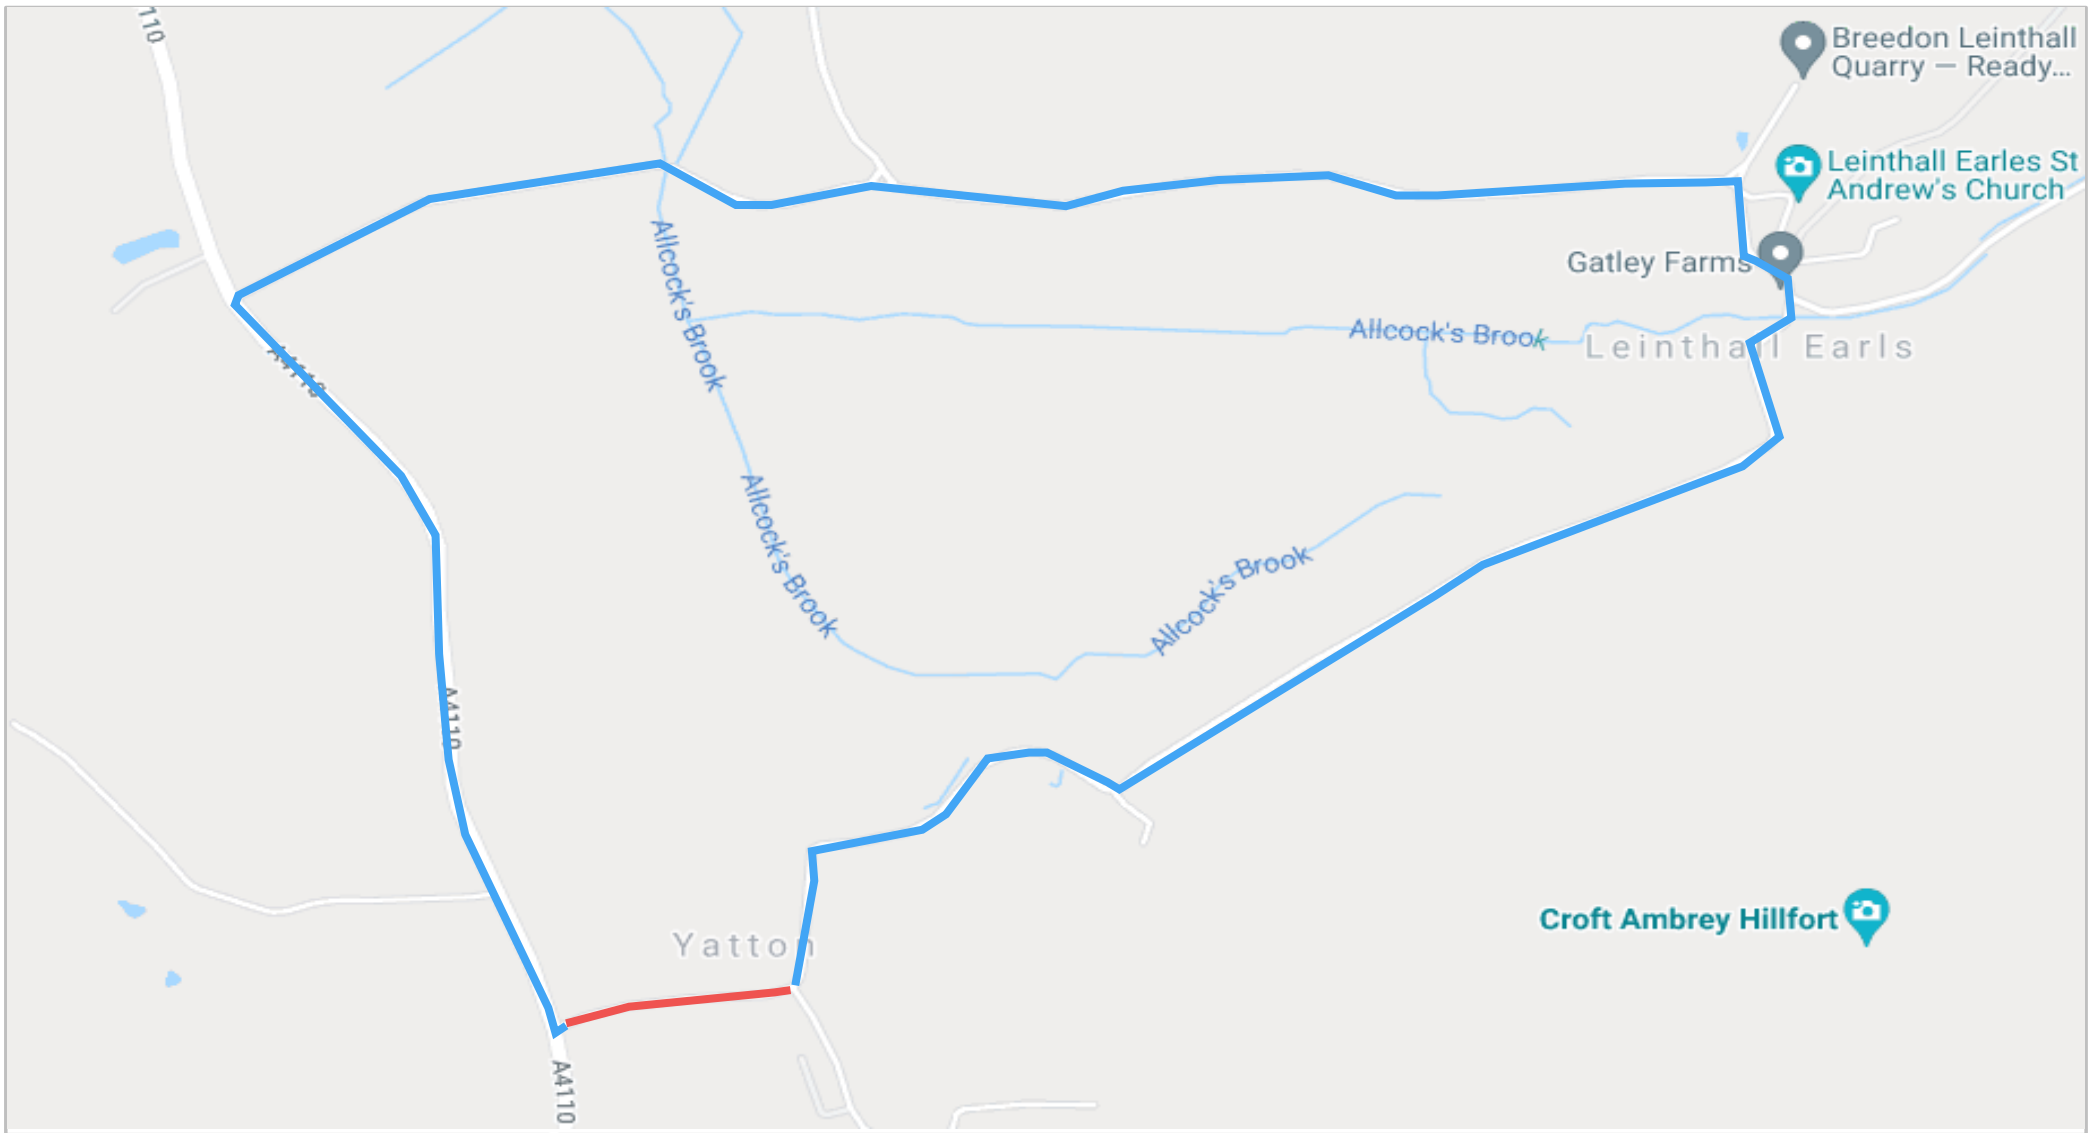 110
Breedon Leinthall
Quarry — Ready...
Leinthall Earles St
Andrew's Church
Gatley Farms
Allcock's Brook
Allcock's Brook
Leinthall Earls
A4110
Allcock's Brook
Allcock's Brook
A4110
Croft Ambrey Hillfort
Yatton
A4110